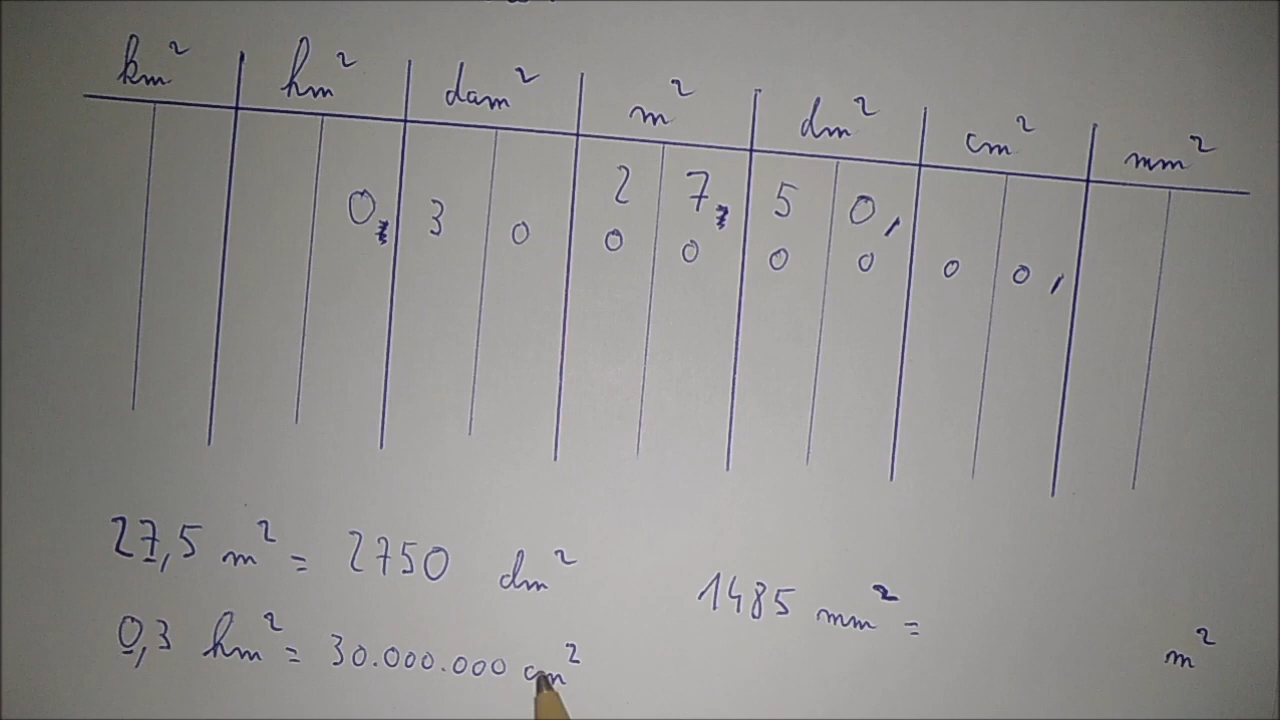 km² hm² dam² m² dm² cm² mm²
2 7, 5 0,
0, 3 0 0 0 0 0 0 0,
27,5 m² = 2750 dm²
1485 mm² = m²
0,3 hm² = 30.000.000 cm²